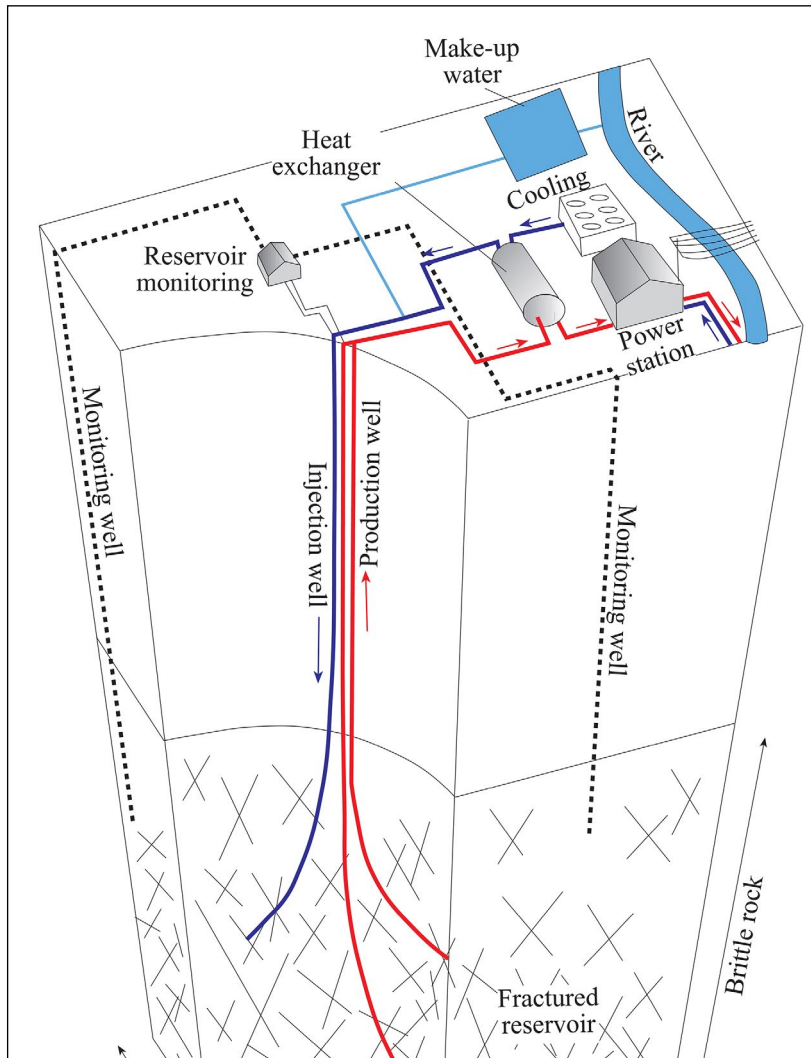 Make-up
water
Heat
exchanger
River
Cooling
Reservoir
monitoring
Power
station
Monitoring well
Injection well
Production well
Monitoring well
Brittle rock
Fractured
reservoir